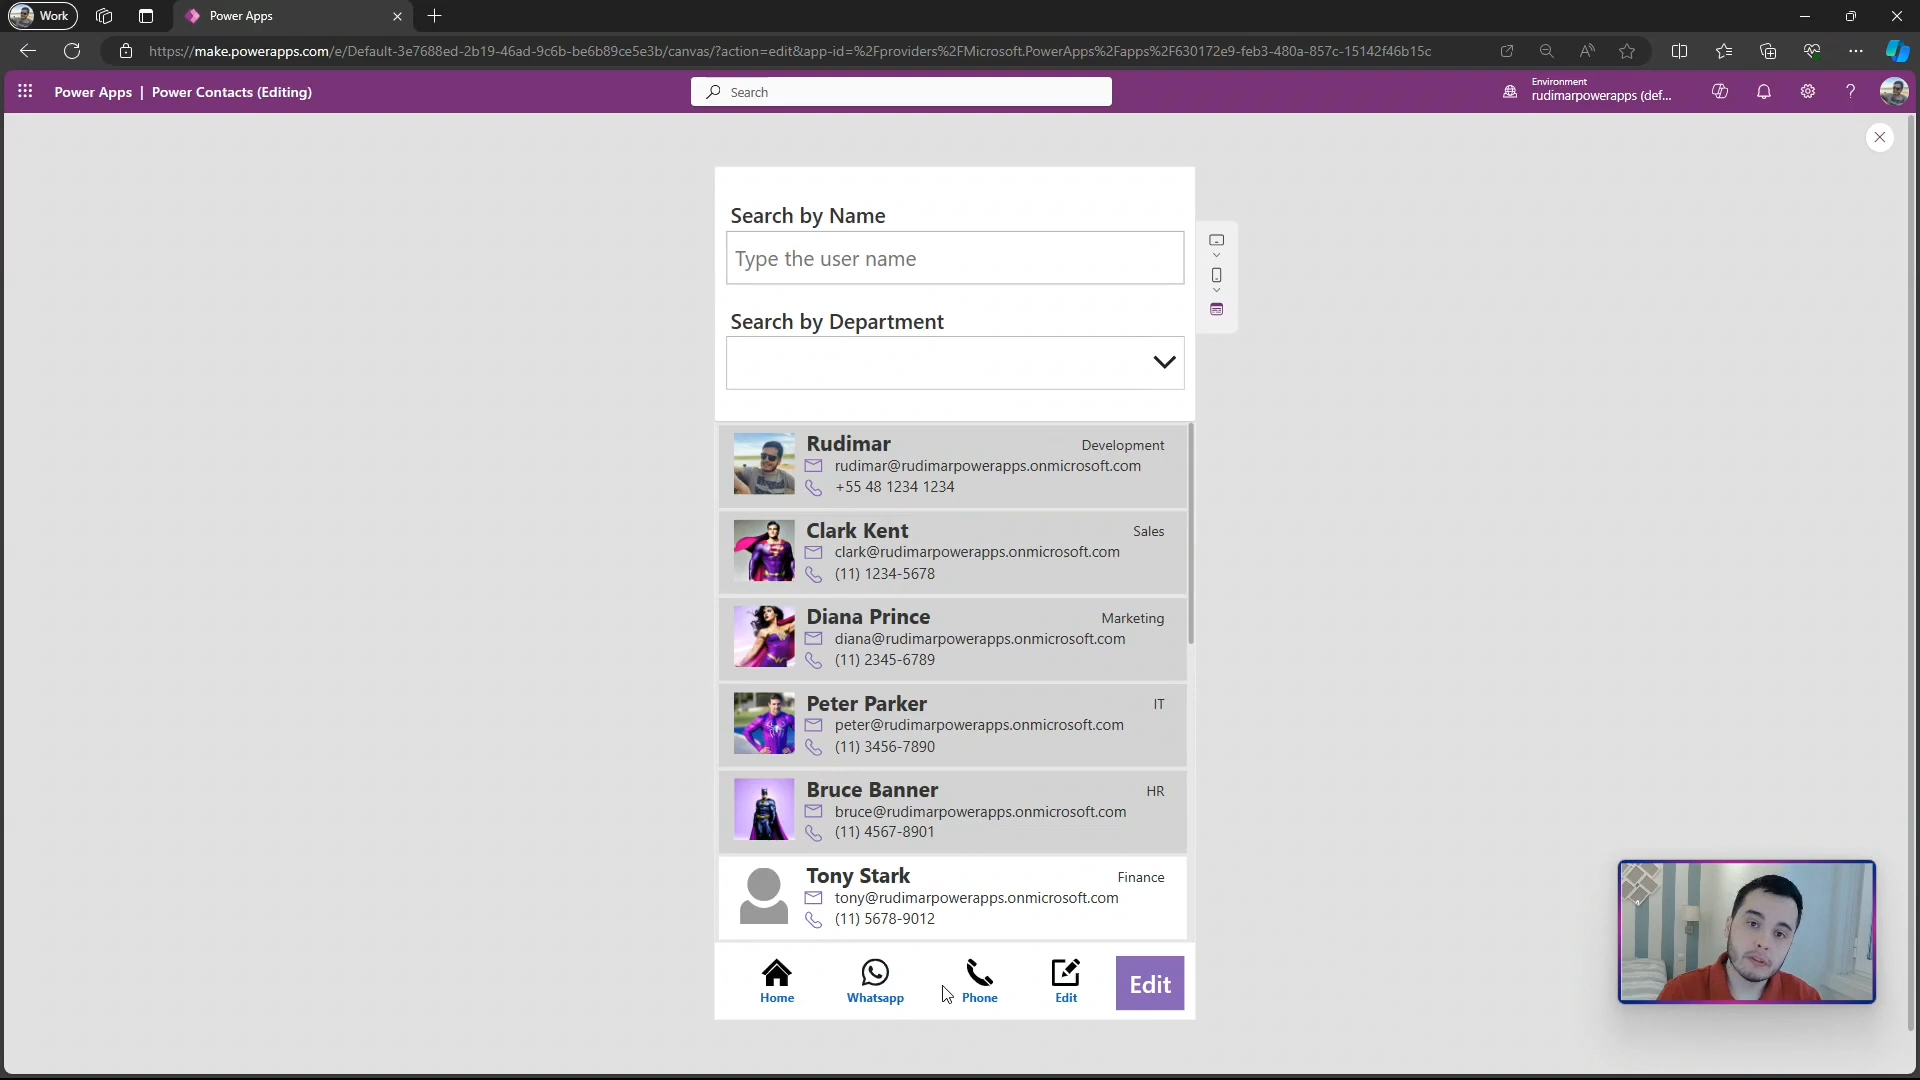 Work
Power Apps
https://make.powerapps.com/e/Default-3e7688ed-2b19-46ad-9c6b-be6b89ce5e3b/canvas/?action=edit&app-id=%2Fproviders%2FMicrosoft.PowerApps%2Fapps%2F630172e9-feb3-480a-857c-15142f46b15c
Power Apps | Power Contacts (Editing)
Search
Environment
rudimarpowerapps (def...
Search by Name
Type the user name
Search by Department
Rudimar Development
rudimar@rudimarpowerapps.onmicrosoft.com
+55 48 1234 1234
Clark Kent Sales
clark@rudimarpowerapps.onmicrosoft.com
(11) 1234-5678
Diana Prince Marketing
diana@rudimarpowerapps.onmicrosoft.com
(11) 2345-6789
Peter Parker IT
peter@rudimarpowerapps.onmicrosoft.com
(11) 3456-7890
Bruce Banner HR
bruce@rudimarpowerapps.onmicrosoft.com
(11) 4567-8901
Tony Stark Finance
tony@rudimarpowerapps.onmicrosoft.com
(11) 5678-9012
Home Whatsapp Phone Edit Edit